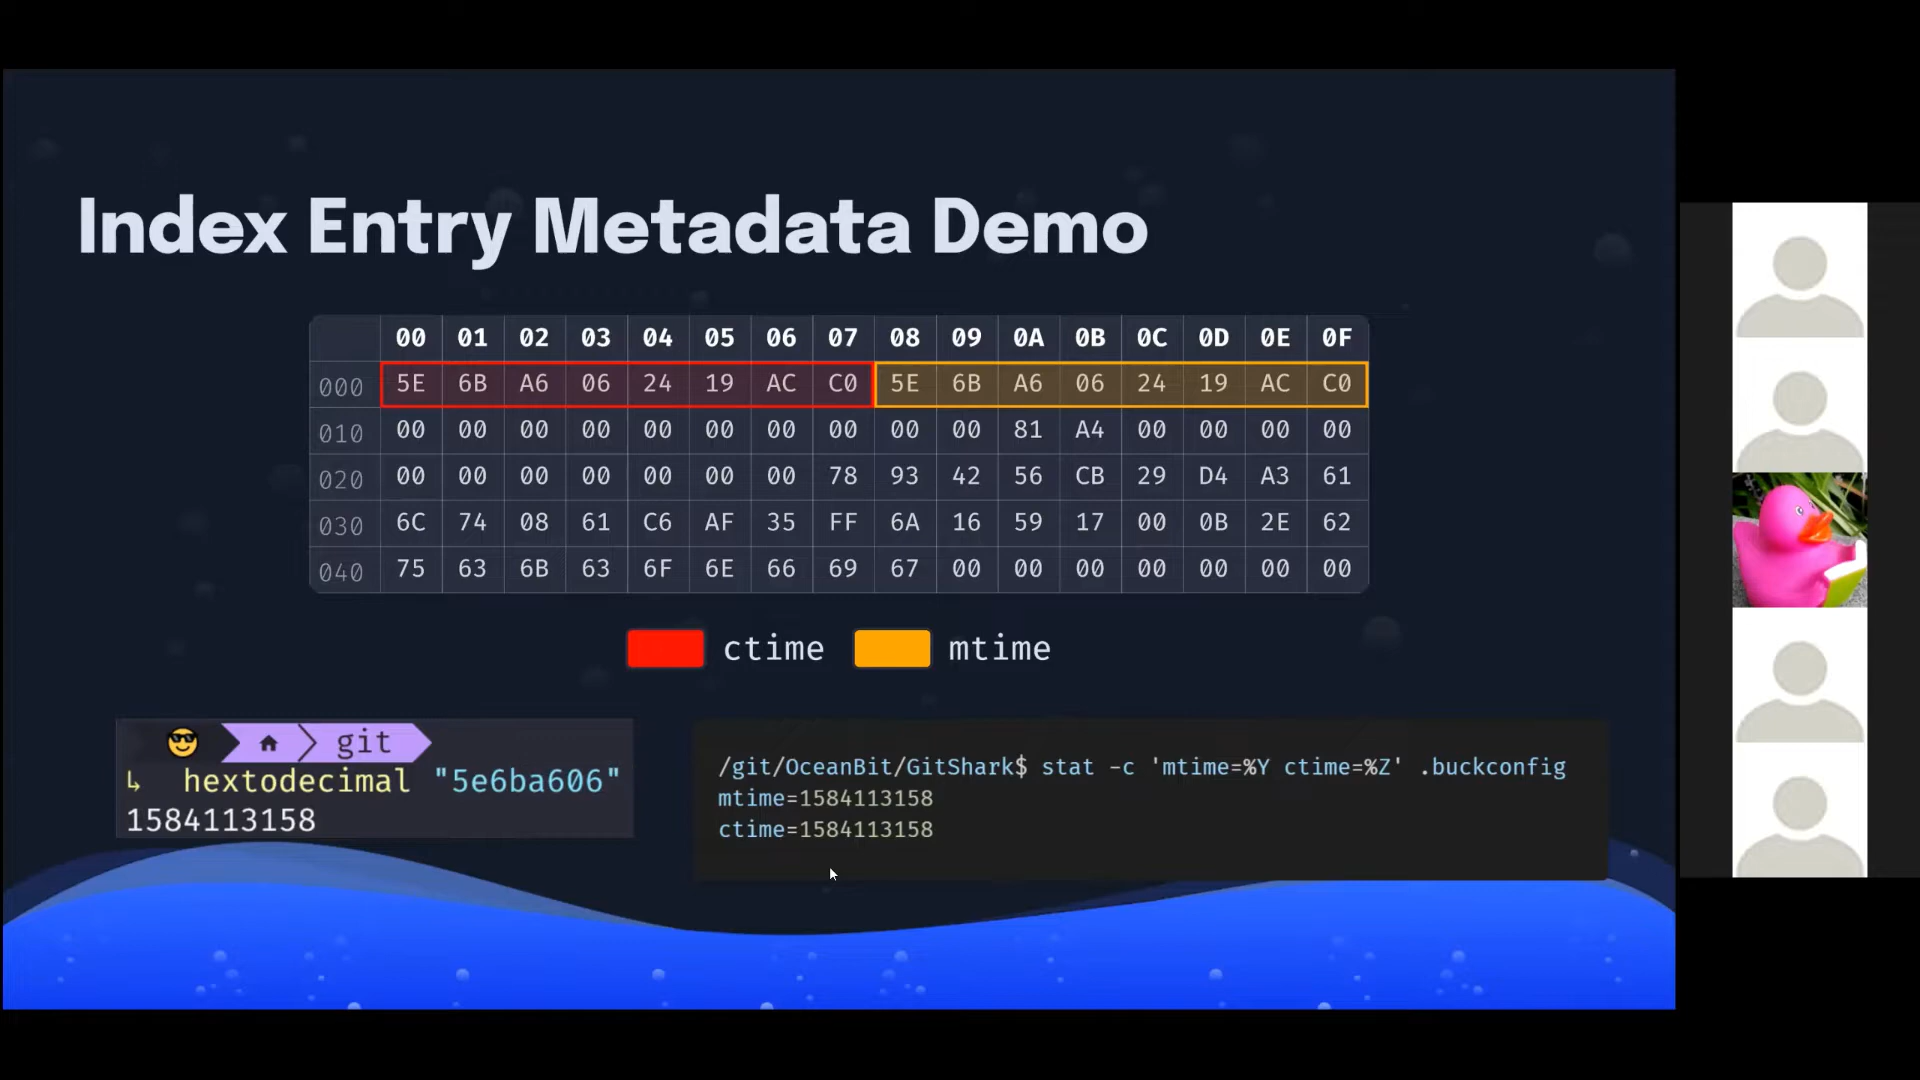 Index Entry Metadata Demo
00 01 02 03 04 05 06 07 08 09 0A 0B 0C 0D 0E 0F
000 5E 6B A6 06 24 19 AC C0 5E 6B A6 06 24 19 AC C0
010 00 00 00 00 00 00 00 00 00 00 81 A4 00 00 00 00
020 00 00 00 00 00 00 00 78 93 42 56 CB 29 D4 A3 61
030 6C 74 08 61 C6 AF 35 FF 6A 16 59 17 00 0B 2E 62
040 75 63 6B 63 6F 6E 66 69 67 00 00 00 00 00 00 00
ctime mtime
git
↳ hextodecimal "5e6ba606"
1584113158
/git/OceanBit/GitShark$ stat -c 'mtime=%Y ctime=%Z' .buckconfig
mtime=1584113158
ctime=1584113158